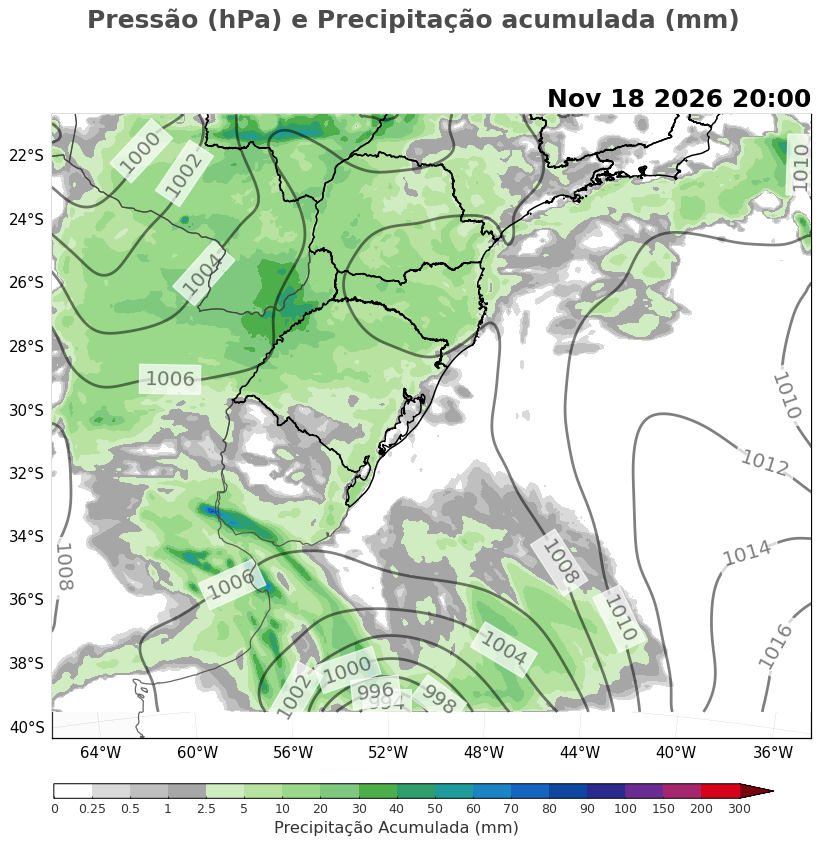 Pressão (hPa) e Precipitação acumulada (mm)
Nov 18 2026 20:00
22°S
24°S
26°S
28°S
30°S
32°S
34°S
36°S
38°S
40°S
1000
1002
1004
1006
1008
1006
1002
1000
996
992
998
1004
1008
1010
1010
1010
1012
1014
1016
64°W 60°W 56°W 52°W 48°W 44°W 40°W 36°W
0 0.25 0.5 1 2.5 5 10 20 30 40 50 60 70 80 90 100 150 200 300
Precipitação Acumulada (mm)